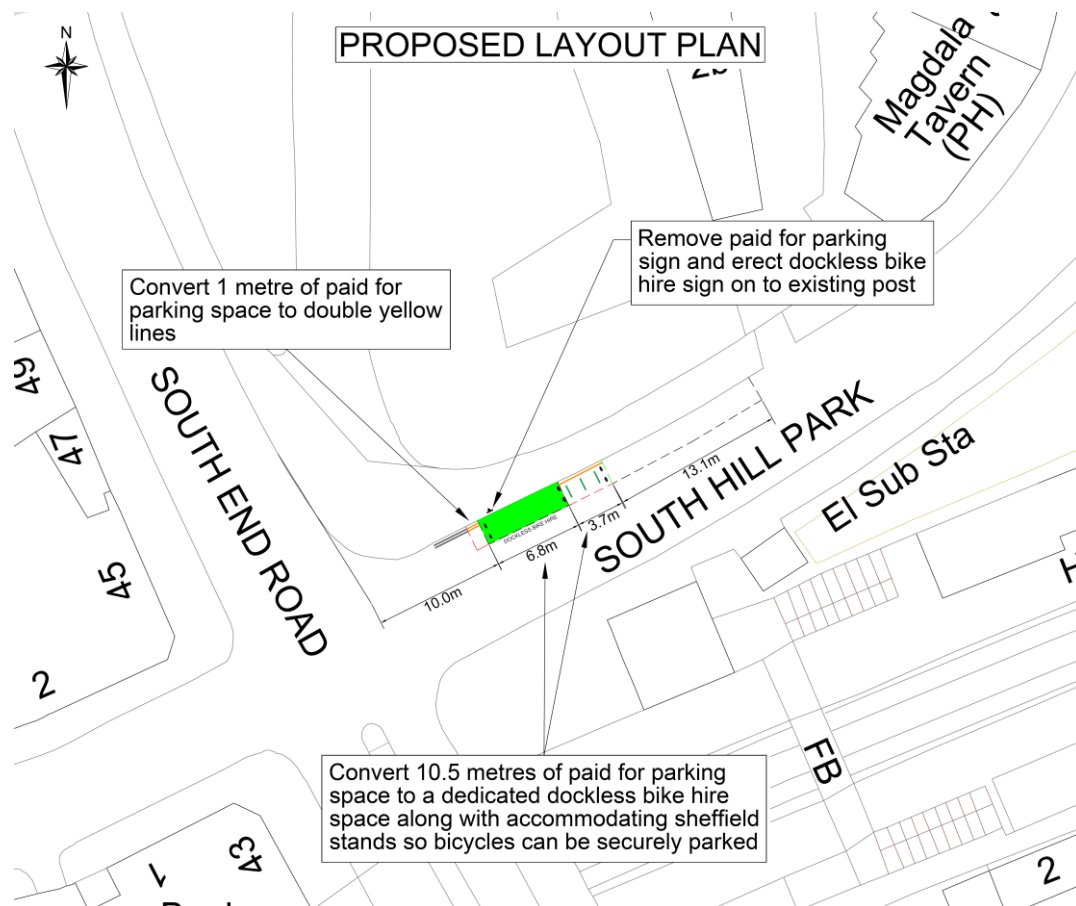 N
PROPOSED LAYOUT PLAN
Magdala
Tavern
(PH)
Remove paid for parking
sign and erect dockless bike
hire sign on to existing post
Convert 1 metre of paid for
parking space to double yellow
lines
49
47
45
2
SOUTH END ROAD
SOUTH HILL PARK
El Sub Sta
13.1m
3.7m
6.8m
10.0m
DOCKLESS BIKE HIRE
FB
Convert 10.5 metres of paid for parking
space to a dedicated dockless bike hire
space along with accommodating sheffield
stands so bicycles can be securely parked
43
1
2